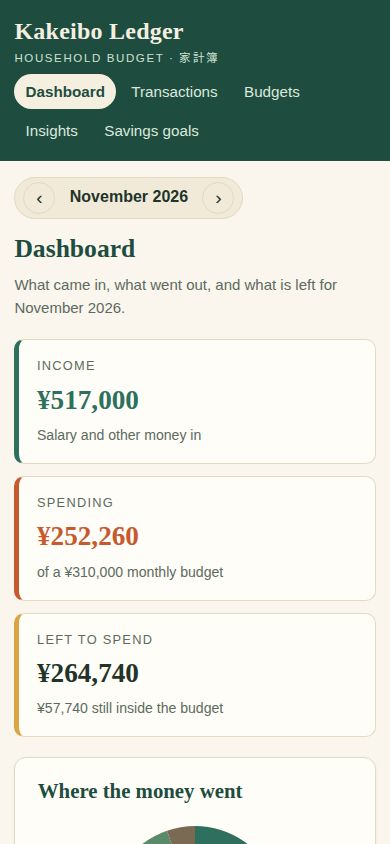 Kakeibo Ledger
HOUSEHOLD BUDGET · 家計簿
Dashboard Transactions Budgets
Insights Savings goals
‹ November 2026 ›
Dashboard
What came in, what went out, and what is left for
November 2026.
INCOME
¥517,000
Salary and other money in
SPENDING
¥252,260
of a ¥310,000 monthly budget
LEFT TO SPEND
¥264,740
¥57,740 still inside the budget
Where the money went